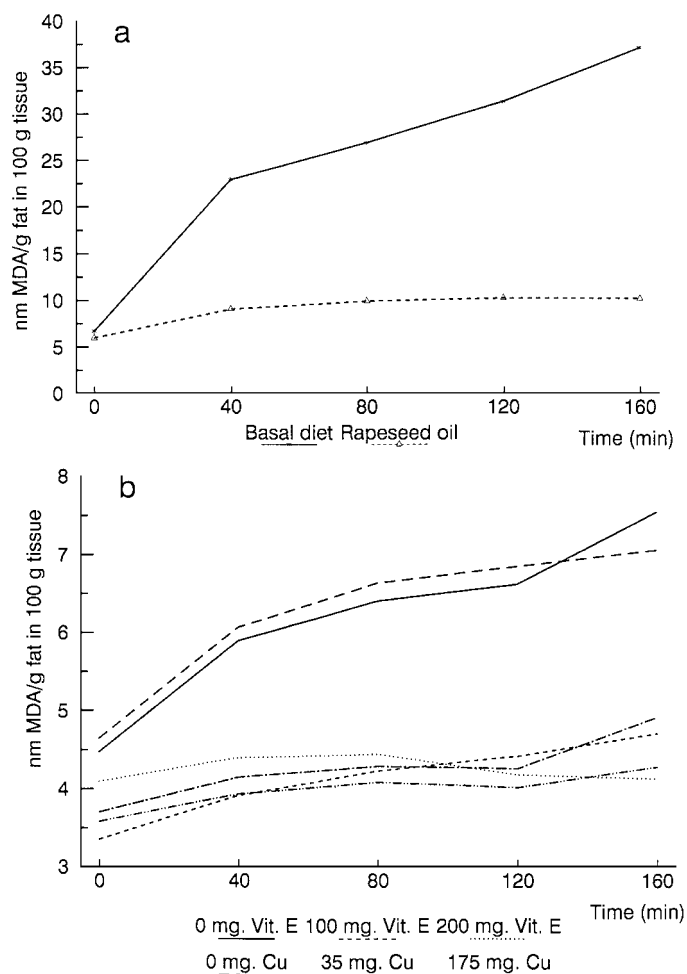 a
nm MDA/g fat in 100 g tissue
40
35
30
25
20
15
10
5
0
0 40 80 120 160
Basal diet Rapeseed oil
Time (min)
b
nm MDA/g fat in 100 g tissue
8
7
6
5
4
3
0 40 80 120 160
Time (min)
0 mg. Vit. E 100 mg. Vit. E 200 mg. Vit. E
0 mg. Cu 35 mg. Cu 175 mg. Cu